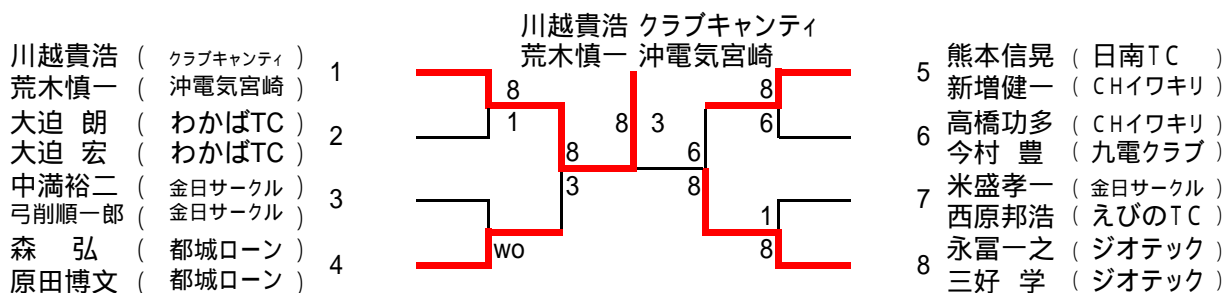 川越貴浩 クラブキャンティ
荒木慎一 沖電気宮崎
川越貴浩 ( クラブキャンティ )
1
荒木慎一 ( 沖電気宮崎 )
大迫 朗 ( わかばTC )
2
大迫 宏 ( わかばTC )
中満裕二 ( 金日サークル )
3
弓削順一郎 ( 金日サークル )
森 弘 ( 都城ローン )
4
原田博文 ( 都城ローン )
8
1
8
3
wo
8 3
8
6
6
8
1
8
熊本信晃 ( 日南TC )
5
新増健一 ( CHイワキリ )
高橋功多 ( CHイワキリ )
6
今村 豊 ( 九電クラブ )
米盛孝一 ( 金日サークル )
7
西原邦浩 ( えびのTC )
永冨一之 ( ジオテック )
8
三好 学 ( ジオテック )